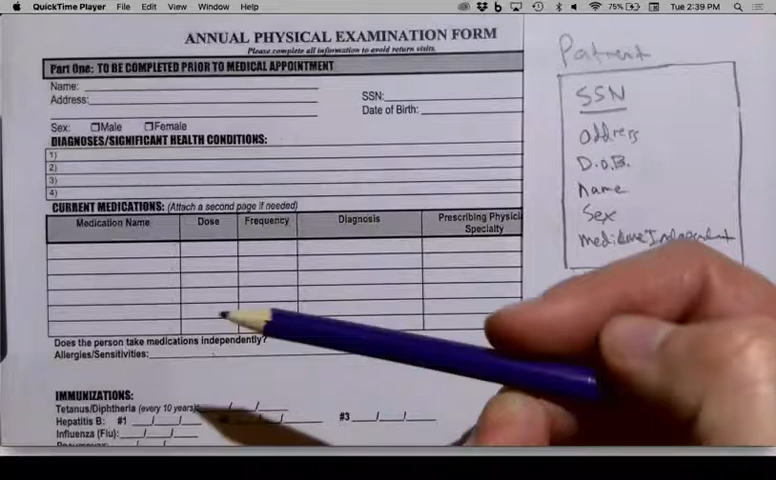 QuickTime Player File Edit View Window Help 75% Tue 2:39 PM
ANNUAL PHYSICAL EXAMINATION FORM
Please complete all information to avoid return visits.
Part One: TO BE COMPLETED PRIOR TO MEDICAL APPOINTMENT
Name:
Address: SSN:
Date of Birth:
Sex: Male Female
DIAGNOSES/SIGNIFICANT HEALTH CONDITIONS:
1)
2)
3)
4)
CURRENT MEDICATIONS: (Attach a second page if needed)
Medication Name Dose Frequency Diagnosis Prescribing Physici
Specialty
Does the person take medications independently?
Allergies/Sensitivities:
IMMUNIZATIONS:
Tetanus/Diphtheria (every 10 years): / /
Hepatitis B: #1 / / / / #3 / /
Influenza (Flu): / /
Patient
SSN
address
D.O.B.
name
Sex
medicineIndependent